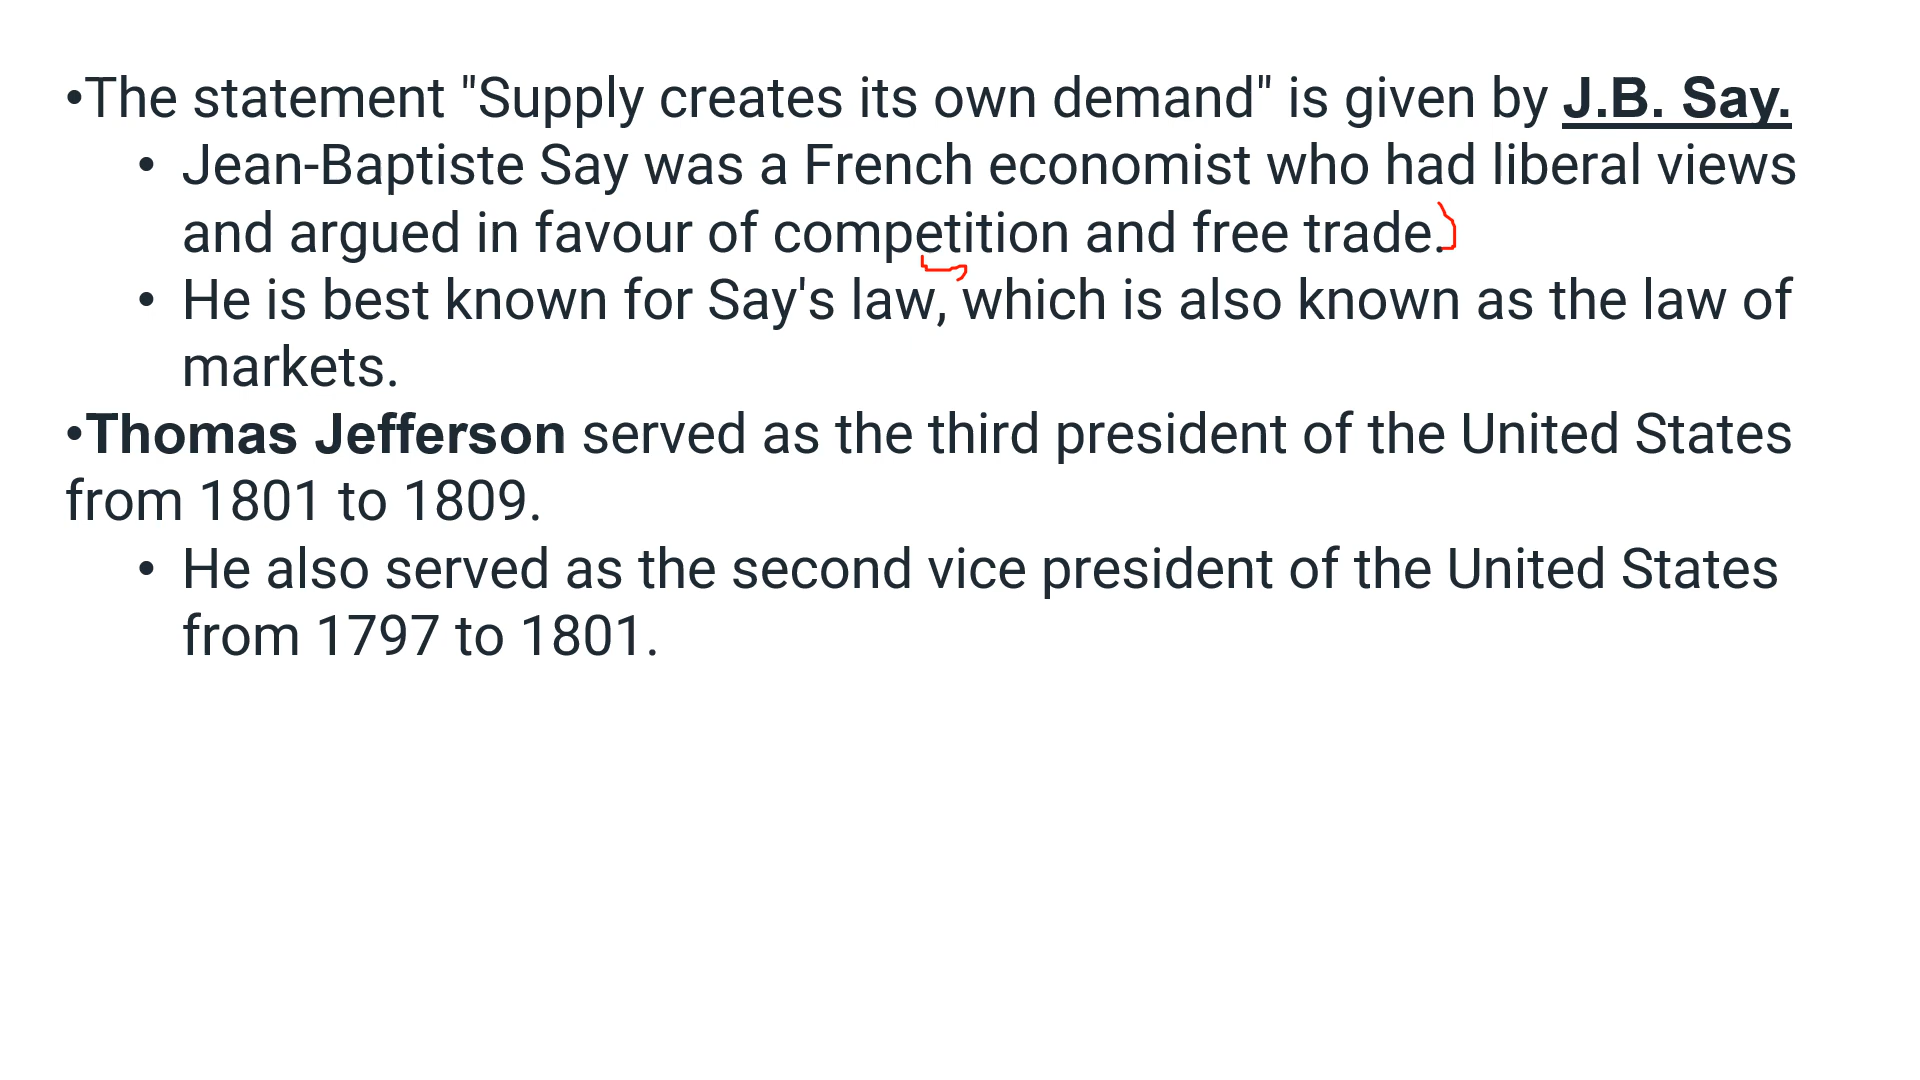 •The statement "Supply creates its own demand" is given by J.B. Say.
• Jean-Baptiste Say was a French economist who had liberal views
and argued in favour of competition and free trade.
• He is best known for Say's law, which is also known as the law of
markets.
•Thomas Jefferson served as the third president of the United States
from 1801 to 1809.
• He also served as the second vice president of the United States
from 1797 to 1801.